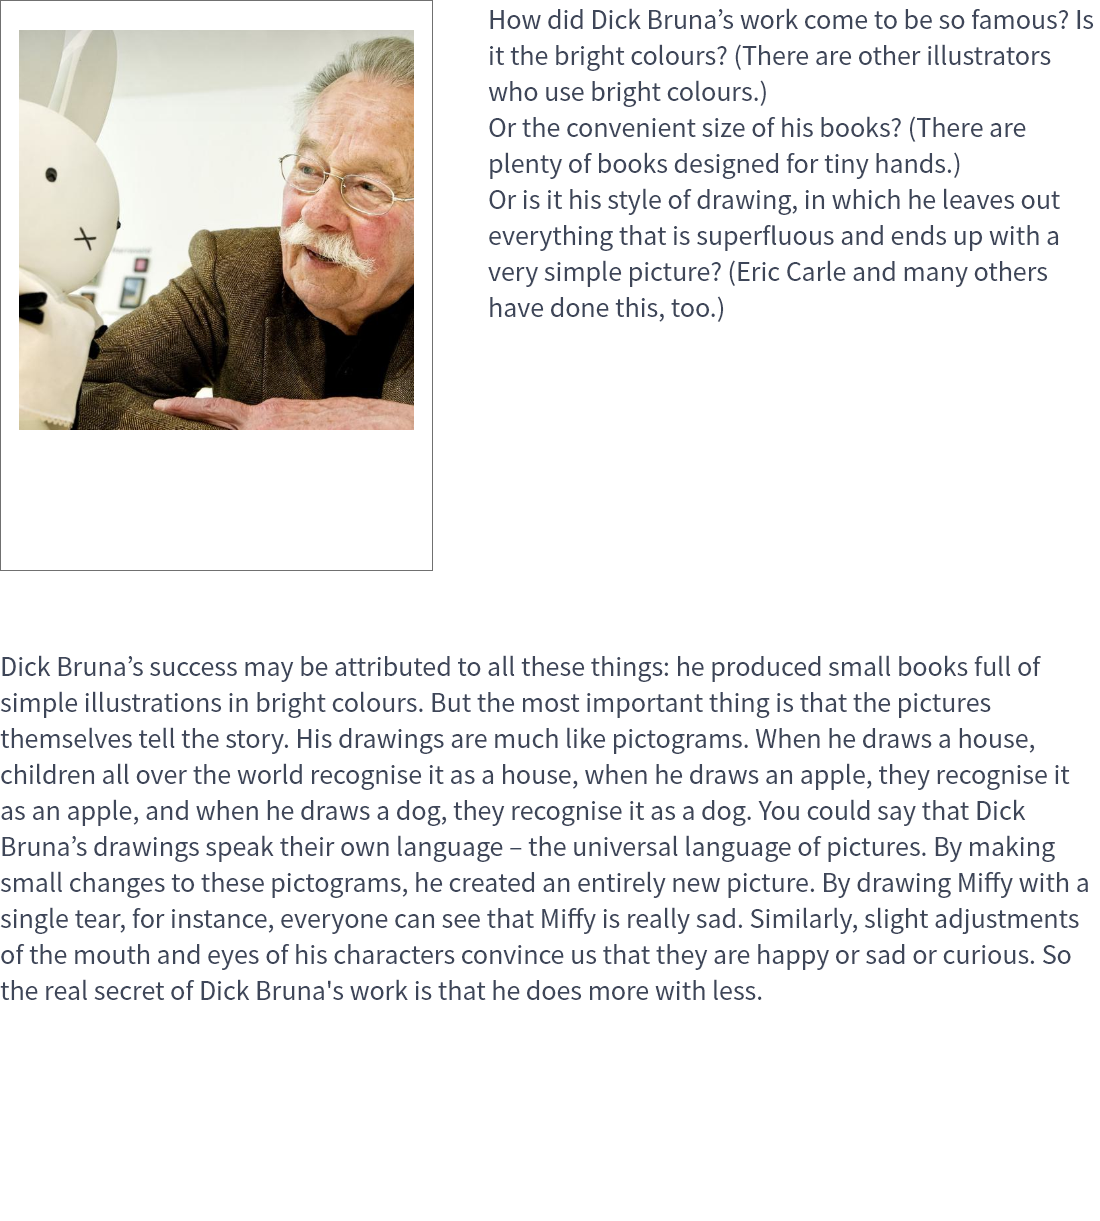 How did Dick Bruna’s work come to be so famous? Is
it the bright colours? (There are other illustrators
who use bright colours.)
Or the convenient size of his books? (There are
plenty of books designed for tiny hands.)
Or is it his style of drawing, in which he leaves out
everything that is superfluous and ends up with a
very simple picture? (Eric Carle and many others
have done this, too.)
Dick Bruna’s success may be attributed to all these things: he produced small books full of
simple illustrations in bright colours. But the most important thing is that the pictures
themselves tell the story. His drawings are much like pictograms. When he draws a house,
children all over the world recognise it as a house, when he draws an apple, they recognise it
as an apple, and when he draws a dog, they recognise it as a dog. You could say that Dick
Bruna’s drawings speak their own language – the universal language of pictures. By making
small changes to these pictograms, he created an entirely new picture. By drawing Miffy with a
single tear, for instance, everyone can see that Miffy is really sad. Similarly, slight adjustments
of the mouth and eyes of his characters convince us that they are happy or sad or curious. So
the real secret of Dick Bruna's work is that he does more with less.